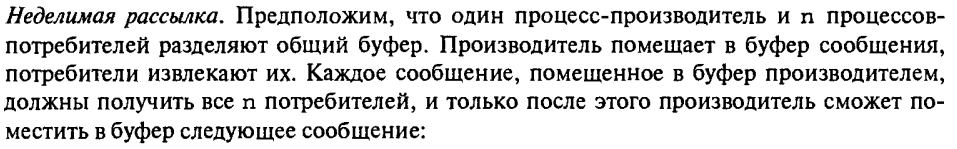 Неделимая рассылка. Предположим, что один процесс-производитель и n процессов-
потребителей разделяют общий буфер. Производитель помещает в буфер сообщения,
потребители извлекают их. Каждое сообщение, помещенное в буфер производителем,
должны получить все n потребителей, и только после этого производитель сможет по-
местить в буфер следующее сообщение: